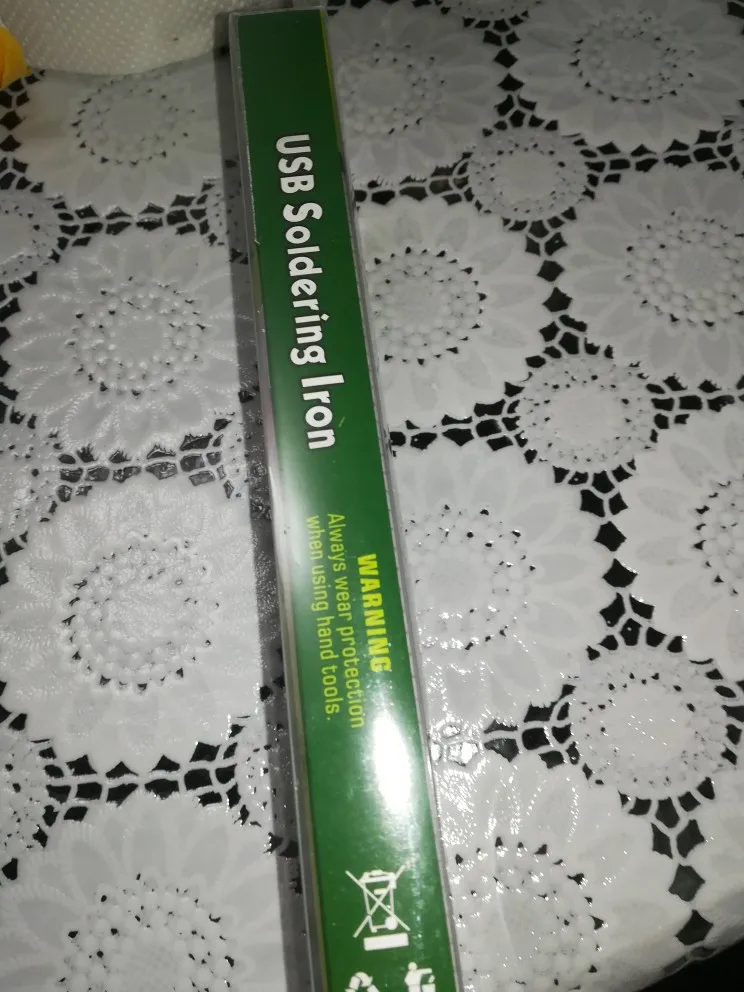 USB Soldering Iron
WARNING
Always wear protection
when using hand tools.